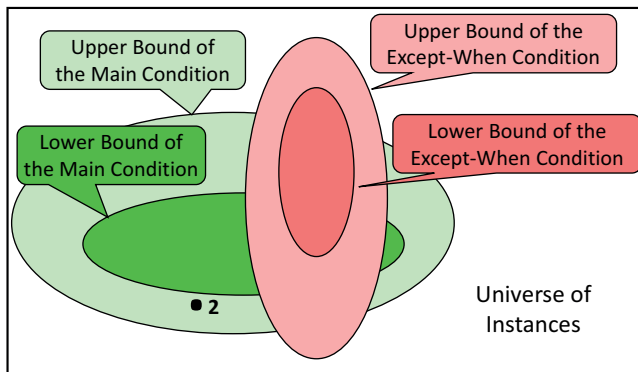 Upper Bound of
the Main Condition
Upper Bound of the
Except-When Condition
Lower Bound of
the Main Condition
Lower Bound of the
Except-When Condition
2
Universe of
Instances